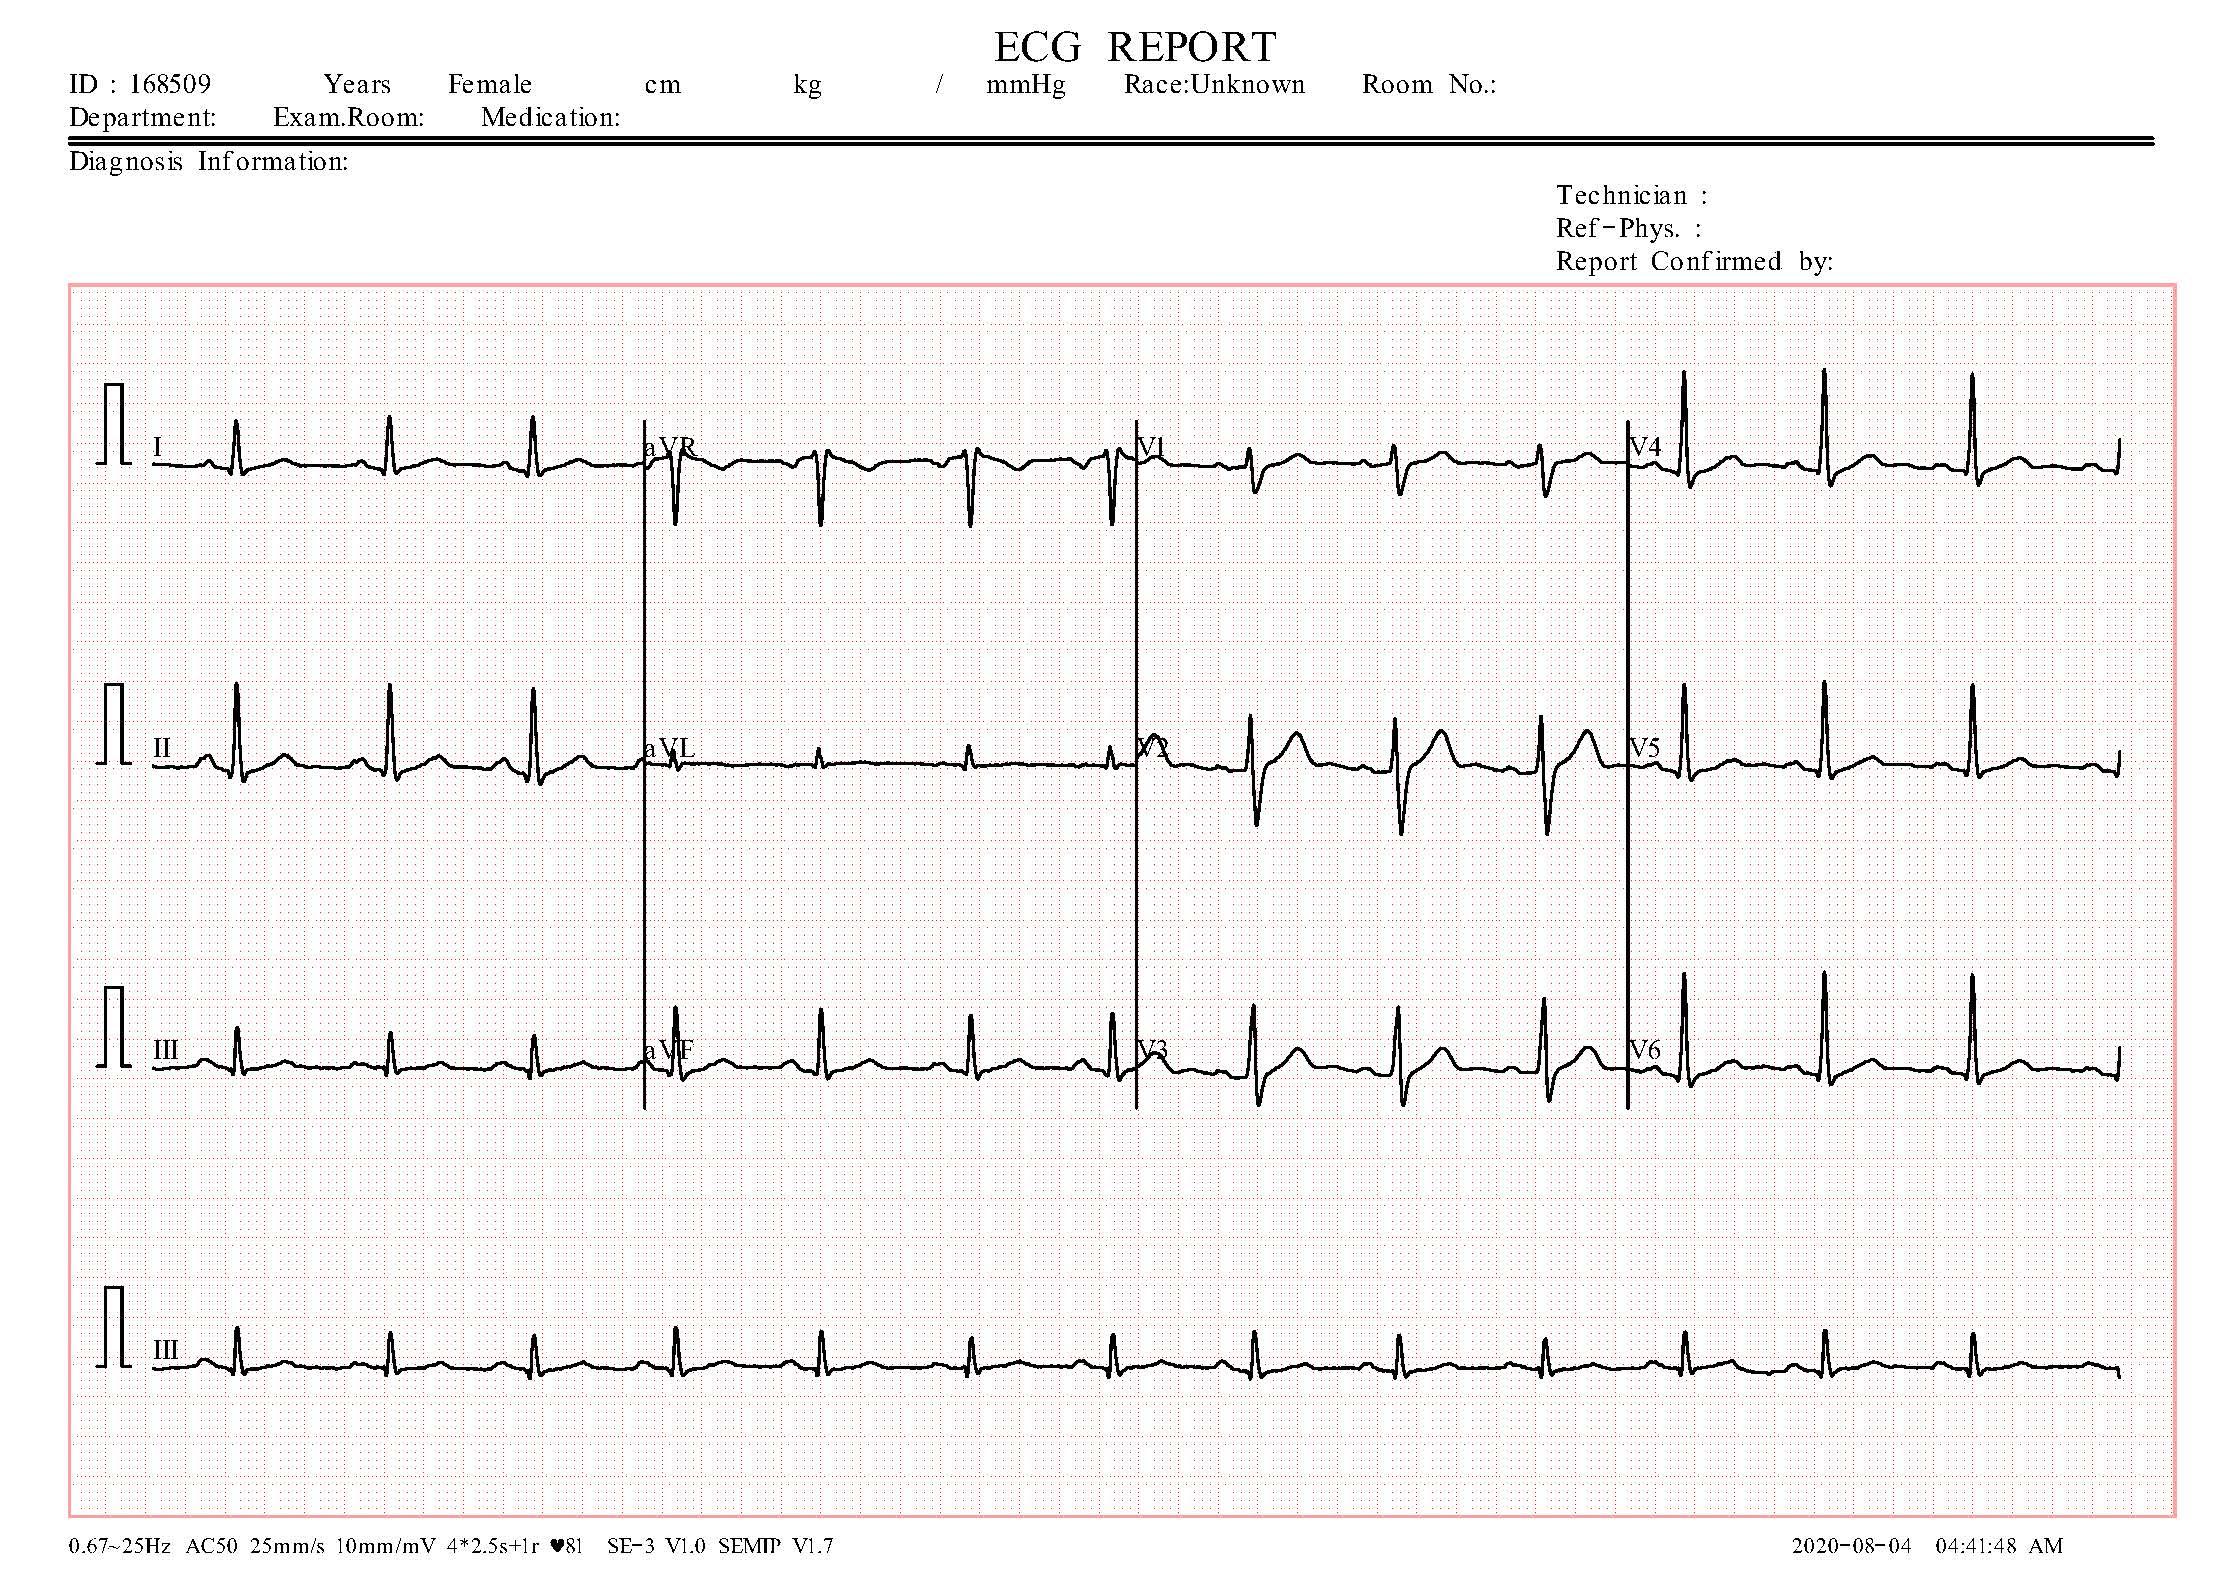 ECG REPORT
ID : 168509 Years Female cm kg / mmHg Race:Unknown Room No.:
Department: Exam.Room: Medication:
Diagnosis Information:
Technician :
Ref-Phys. :
Report Confirmed by:
I aVR V1 V4
II aVL V2 V5
III aVF V3 V6
III
0.67~25Hz AC50 25mm/s 10mm/mV 4*2.5s+1r ♥81 SE-3 V1.0 SEMIP V1.7 2020-08-04 04:41:48 AM